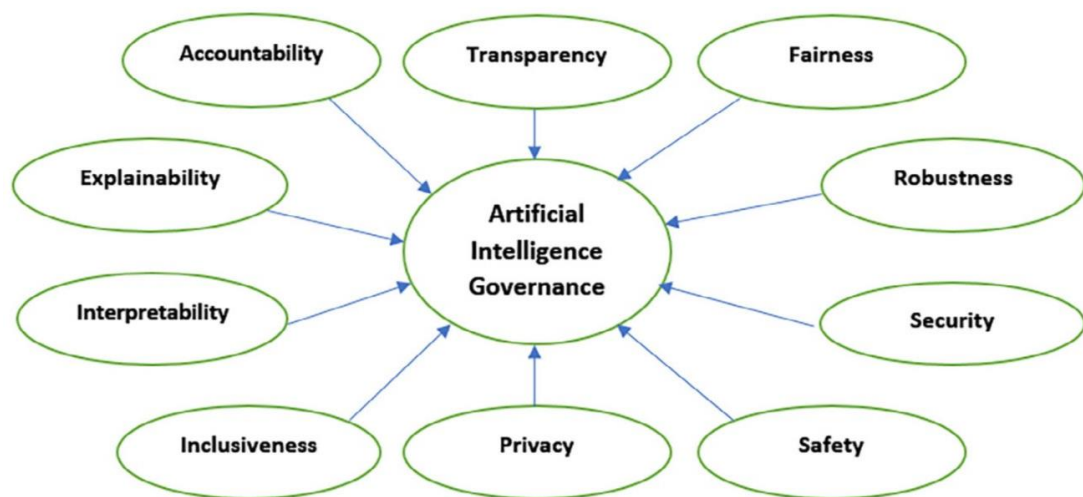 Accountability
Transparency
Fairness
Explainability
Robustness
Artificial
Intelligence
Governance
Interpretability
Security
Inclusiveness
Privacy
Safety